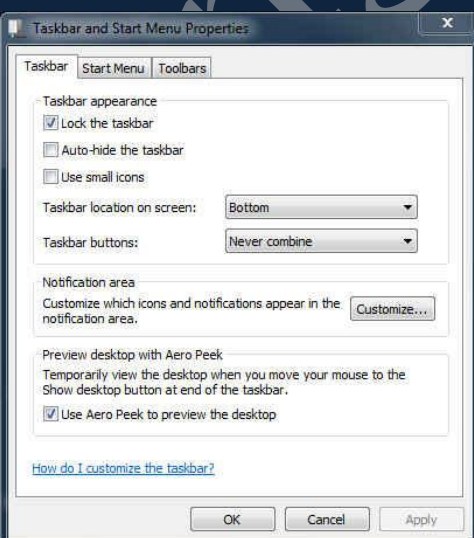 Taskbar and Start Menu Properties
Taskbar Start Menu Toolbars
Taskbar appearance
Lock the taskbar
Auto-hide the taskbar
Use small icons
Taskbar location on screen: Bottom
Taskbar buttons: Never combine
Notification area
Customize which icons and notifications appear in the
notification area.
Customize...
Preview desktop with Aero Peek
Temporarily view the desktop when you move your mouse to the
Show desktop button at end of the taskbar.
Use Aero Peek to preview the desktop
How do I customize the taskbar?
OK Cancel Apply